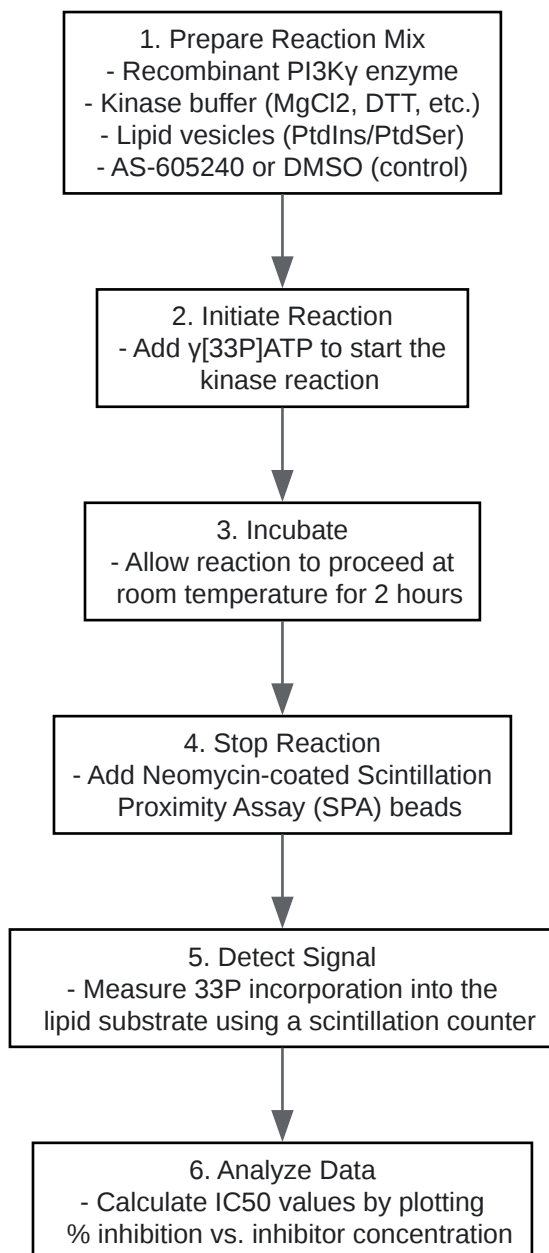 1. Prepare Reaction Mix
- Recombinant PI3Kγ enzyme
- Kinase buffer (MgCl2, DTT, etc.)
- Lipid vesicles (PtdIns/PtdSer)
- AS-605240 or DMSO (control)
2. Initiate Reaction
- Add γ[33P]ATP to start the
kinase reaction
3. Incubate
- Allow reaction to proceed at
room temperature for 2 hours
4. Stop Reaction
- Add Neomycin-coated Scintillation
Proximity Assay (SPA) beads
5. Detect Signal
- Measure 33P incorporation into the
lipid substrate using a scintillation counter
6. Analyze Data
- Calculate IC50 values by plotting
% inhibition vs. inhibitor concentration